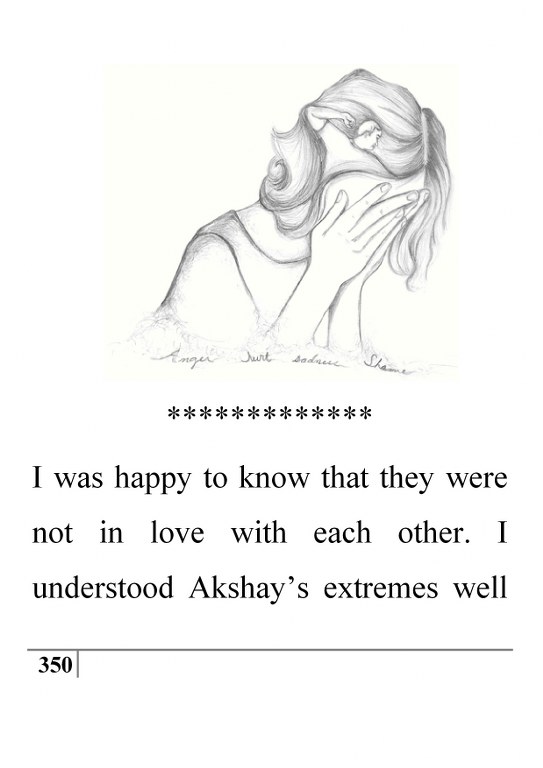 Anger hurt sadness Shame
*************
I was happy to know that they were
not in love with each other. I
understood Akshay’s extremes well
350